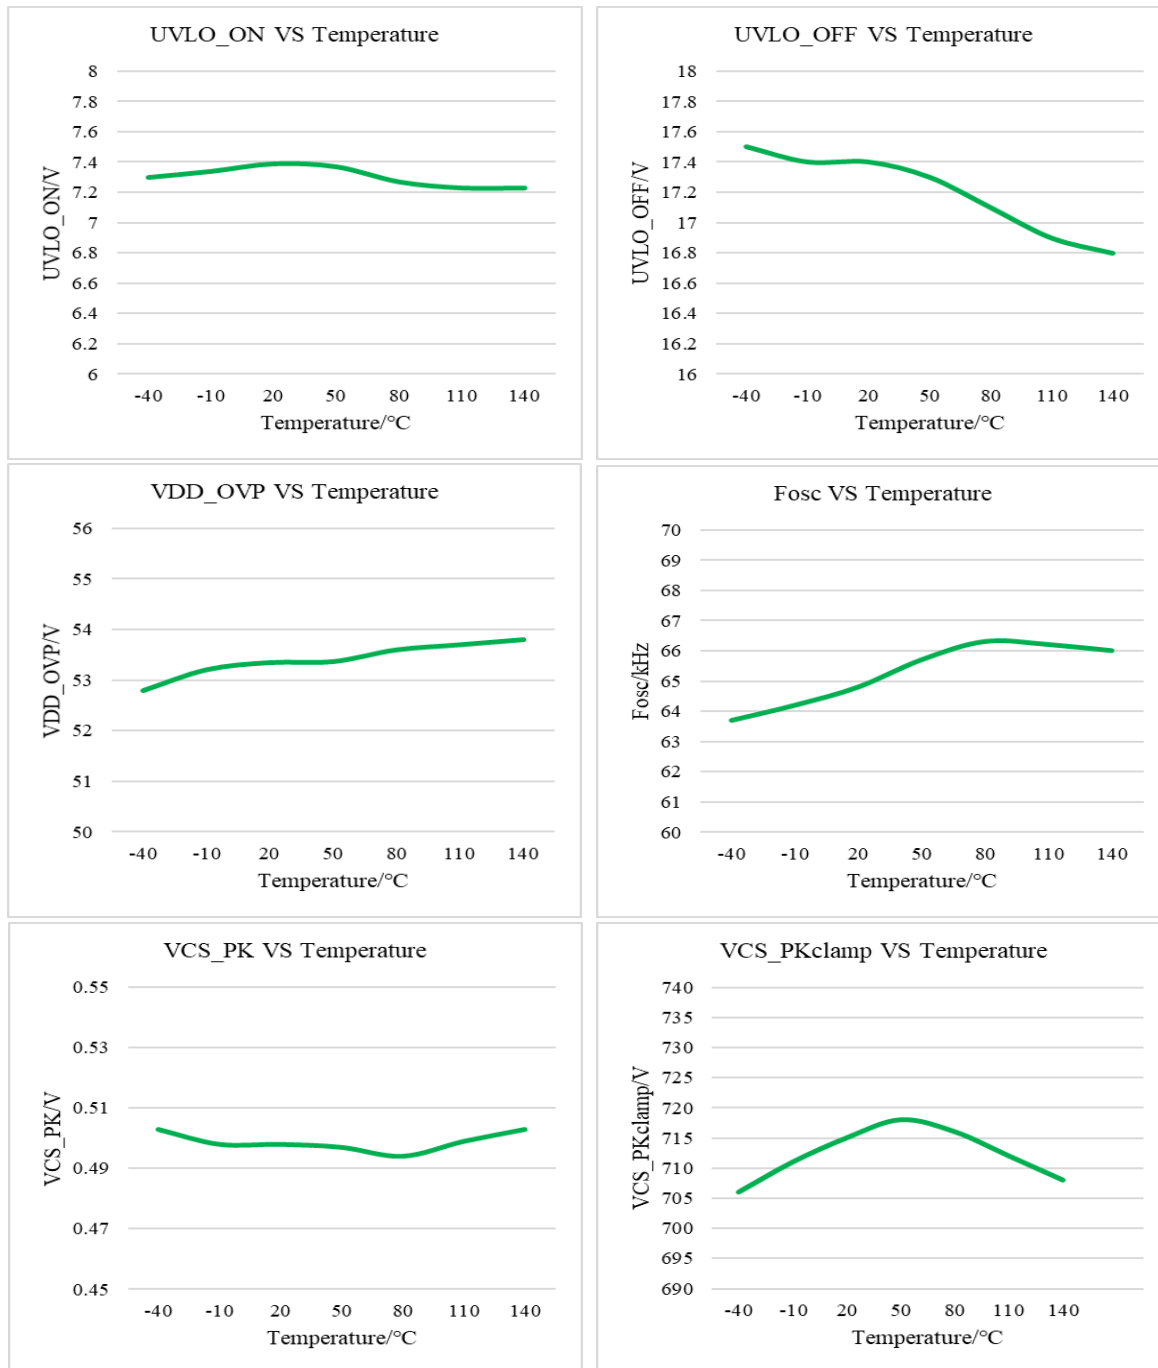 UVLO_ON VS Temperature
8
7.8
7.6
7.4
7.2
7
6.8
6.6
6.4
6.2
6
UVLO_ON/V
-40 -10 20 50 80 110 140
Temperature/°C
UVLO_OFF VS Temperature
18
17.8
17.6
17.4
17.2
17
16.8
16.6
16.4
16.2
16
UVLO_OFF/V
-40 -10 20 50 80 110 140
Temperature/°C
VDD_OVP VS Temperature
56
55
54
53
52
51
50
VDD_OVP/V
-40 -10 20 50 80 110 140
Temperature/°C
Fosc VS Temperature
70
69
68
67
66
65
64
63
62
61
60
Fosc/kHz
-40 -10 20 50 80 110 140
Temperature/°C
VCS_PK VS Temperature
0.55
0.53
0.51
0.49
0.47
0.45
VCS_PK/V
-40 -10 20 50 80 110 140
Temperature/°C
VCS_PKclamp VS Temperature
740
735
730
725
720
715
710
705
700
695
690
VCS_PKclamp/V
-40 -10 20 50 80 110 140
Temperature/°C